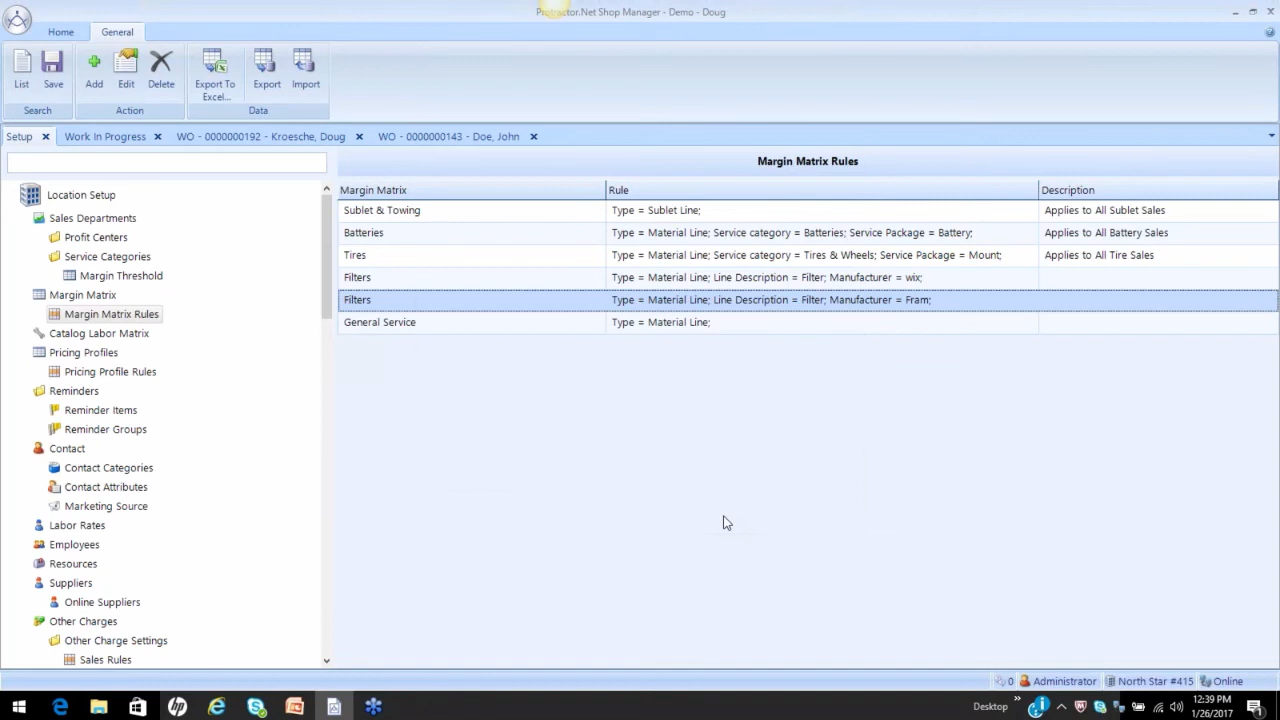 Protractor.Net Shop Manager - Demo - Doug
Home General
List Save Add Edit Delete Export To Excel... Export Import
Search Action Data
Setup Work In Progress WO - 0000000192 - Kroesche, Doug WO - 0000000143 - Doe, John
Margin Matrix Rules
Margin Matrix Rule Description
Sublet & Towing Type = Sublet Line; Applies to All Sublet Sales
Batteries Type = Material Line; Service category = Batteries; Service Package = Battery; Applies to All Battery Sales
Tires Type = Material Line; Service category = Tires & Wheels; Service Package = Mount; Applies to All Tire Sales
Filters Type = Material Line; Line Description = Filter; Manufacturer = wix;
Filters Type = Material Line; Line Description = Filter; Manufacturer = Fram;
General Service Type = Material Line;
Location Setup
Sales Departments
Profit Centers
Service Categories
Margin Threshold
Margin Matrix
Margin Matrix Rules
Catalog Labor Matrix
Pricing Profiles
Pricing Profile Rules
Reminders
Reminder Items
Reminder Groups
Contact
Contact Categories
Contact Attributes
Marketing Source
Labor Rates
Employees
Resources
Suppliers
Online Suppliers
Other Charges
Other Charge Settings
Sales Rules
0 Administrator North Star #415 Online
Desktop 12:39 PM
1/26/2017